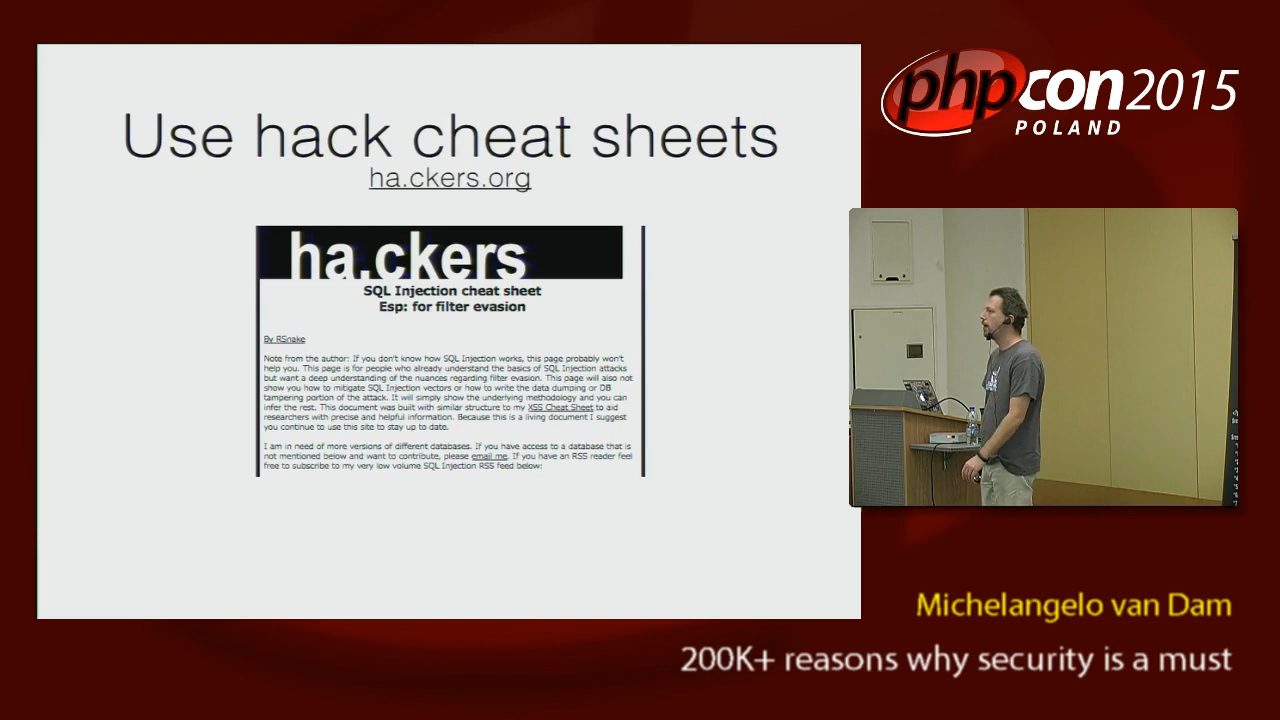 Use hack cheat sheets
ha.ckers.org
ha.ckers
SQL Injection cheat sheet
Esp: for filter evasion
By RSnake
Note from the author: If you don't know how SQL Injection works, this page probably won't
help you. This page is for people who already understand the basics of SQL Injection attacks
but want a deep understanding of the nuances regarding filter evasion. This page will also not
show you how to mitigate SQL Injection vectors or how to write the data dumping or DB
tampering portion of the attack. It will simply show the underlying methodology and you can
infer the rest. This document was built with similar structure to my XSS Cheat Sheet to aid
researchers with precise and helpful information. Because this is a living document I suggest
you continue to use this site to stay up to date.
I am in need of more versions of different databases. If you have access to a database that is
not mentioned below and want to contribute, please email me. If you have an RSS reader feel
free to subscribe to my very low volume SQL Injection RSS feed below:
phpcon2015
POLAND
Michelangelo van Dam
200K+ reasons why security is a must